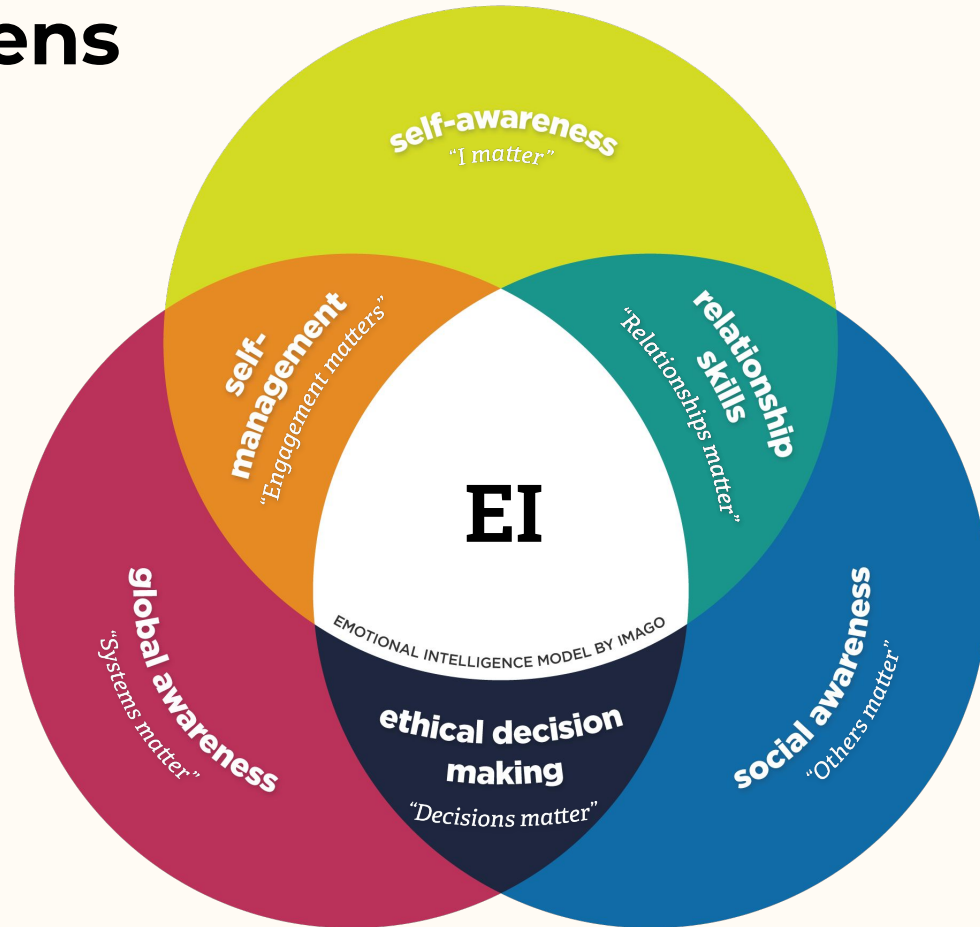 ens
self-awareness
“I matter”
self-
management
“Engagement matters”
relationship
skills
“Relationships matter”
EI
EMOTIONAL INTELLIGENCE MODEL BY IMAGO
global awareness
“Systems matter”
social awareness
“Others matter”
ethical decision
making
“Decisions matter”